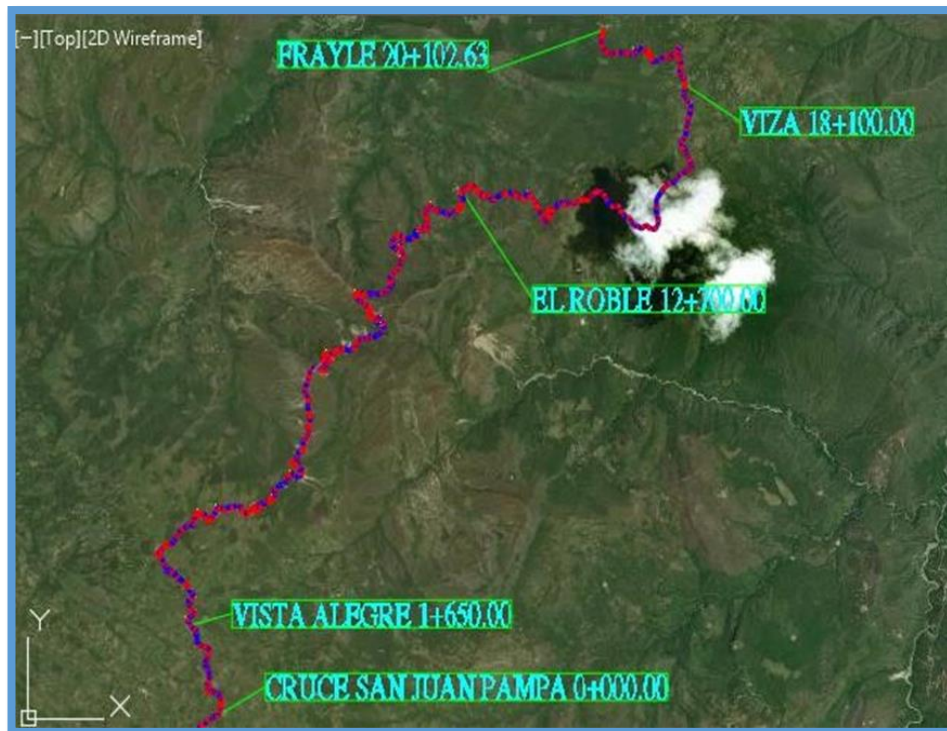 [−][Top][2D Wireframe]
FRAYLE 20+102.63
VIZA 18+100.00
EL ROBLE 12+700.00
VISTA ALEGRE 1+650.00
CRUCE SAN JUAN PAMPA 0+000.00
Y
X